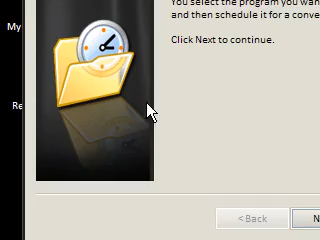 You select the program you wan
and then schedule it for a conve
Click Next to continue.
My
Re
< Back
N